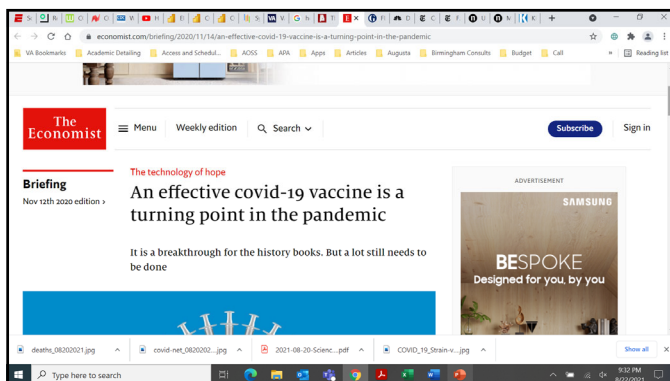 economist.com/briefing/2020/11/14/an-effective-covid-19-vaccine-is-a-turning-point-in-the-pandemic
VA Bookmarks Academic Detailing Access and Schedul... AOSS APA Apps Articles Augusta Birmingham Consults Budget Call » Reading list
The
Economist
Menu Weekly edition Search Subscribe Sign in
Briefing
Nov 12th 2020 edition ›
The technology of hope
An effective covid-19 vaccine is a
turning point in the pandemic
It is a breakthrough for the history books. But a lot still needs to
be done
ADVERTISEMENT
SAMSUNG
BESPOKE
Designed for you, by you
deaths_08202021.jpg covid-net_0820202....jpg 2021-08-20-Scienc....pdf COVID_19_Strain-v....jpg Show all
Type here to search
9:32 PM
8/22/2021